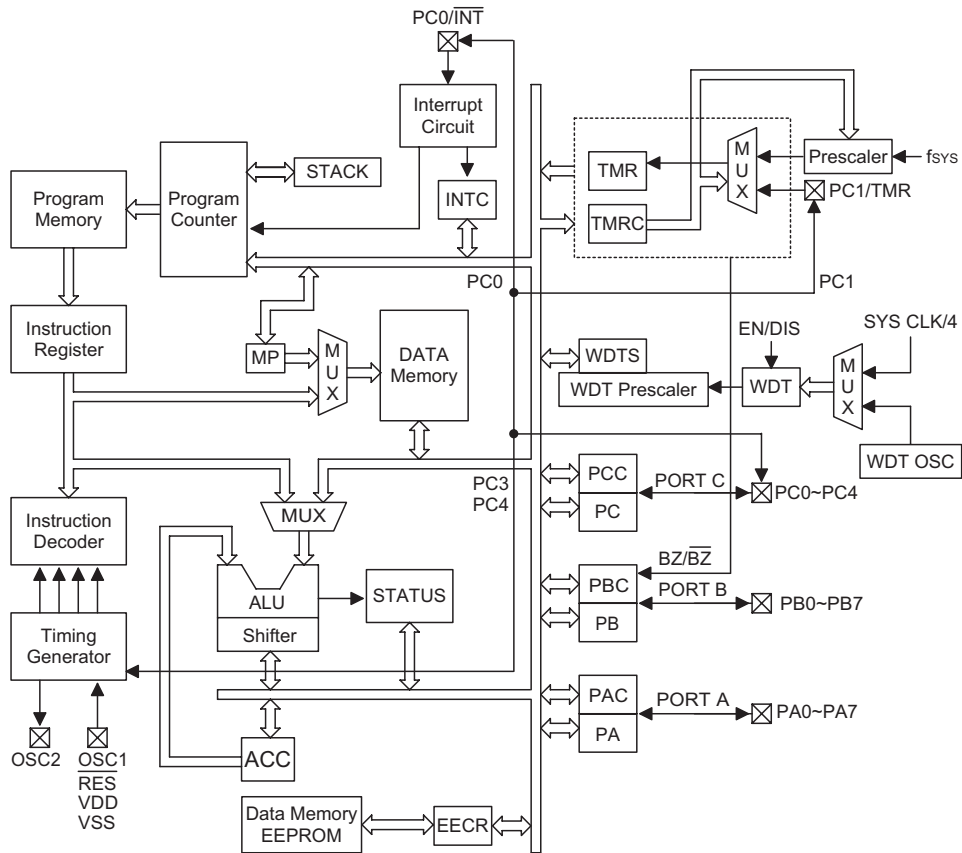 PC0/INT
Interrupt
Circuit
STACK
INTC
Program
Memory
Program
Counter
TMR
TMRC
MUX
Prescaler
fSYS
PC1/TMR
PC0
PC1
Instruction
Register
MP
MUX
DATA
Memory
EN/DIS
SYS CLK/4
WDTS
WDT Prescaler
WDT
MUX
WDT OSC
PC3
PC4
PCC
PC
PORT C
PC0~PC4
Instruction
Decoder
MUX
ALU
Shifter
STATUS
BZ/BZ
PBC
PB
PORT B
PB0~PB7
Timing
Generator
PAC
PA
PORT A
PA0~PA7
OSC2
OSC1
RES
VDD
VSS
ACC
Data Memory
EEPROM
EECR